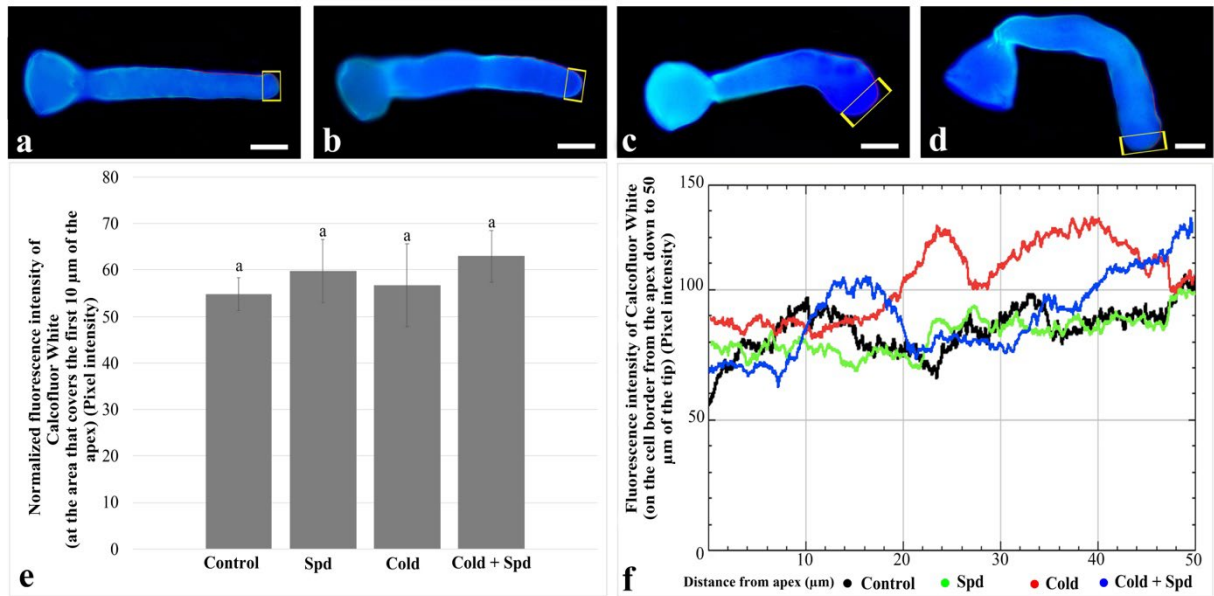 a
b
c
d
Normalized fluorescence intensity of
Calcofluor White
(at the area that covers the first 10 µm of the
apex) (Pixel intensity)
80
70
60
50
40
30
20
10
0
a
a
a
a
Control
Spd
Cold
Cold + Spd
e
Fluorescence intensity of Calcofluor White
(on the cell border from the apex down to 50
µm of the tip) (Pixel intensity)
150
100
50
0
10
20
30
40
50
Distance from apex (µm)
Control
Spd
Cold
Cold + Spd
f